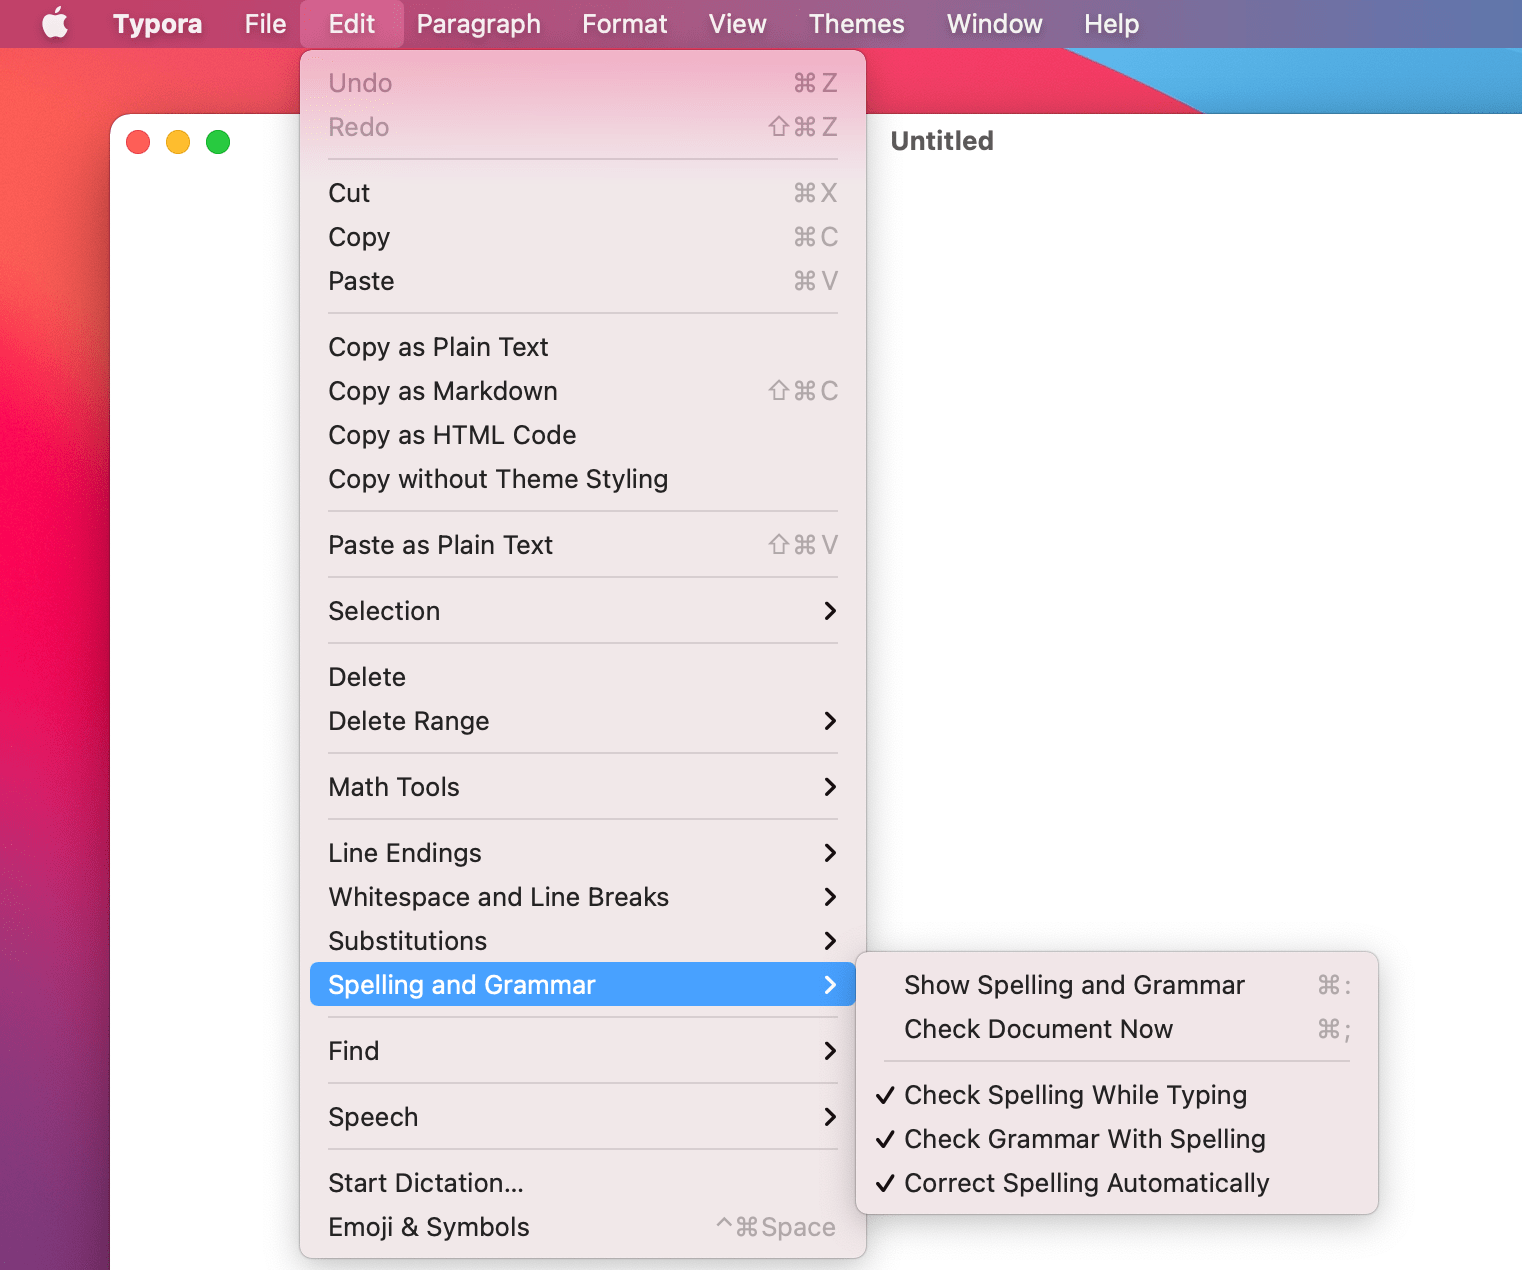 Typora File Edit Paragraph Format View Themes Window Help
Untitled
Undo ⌘Z
Redo ⇧⌘Z
Cut ⌘X
Copy ⌘C
Paste ⌘V
Copy as Plain Text
Copy as Markdown ⇧⌘C
Copy as HTML Code
Copy without Theme Styling
Paste as Plain Text ⇧⌘V
Selection
Delete
Delete Range
Math Tools
Line Endings
Whitespace and Line Breaks
Substitutions
Spelling and Grammar
Find
Speech
Start Dictation...
Emoji & Symbols ^⌘Space
Show Spelling and Grammar ⌘:
Check Document Now ⌘;
✓ Check Spelling While Typing
✓ Check Grammar With Spelling
✓ Correct Spelling Automatically